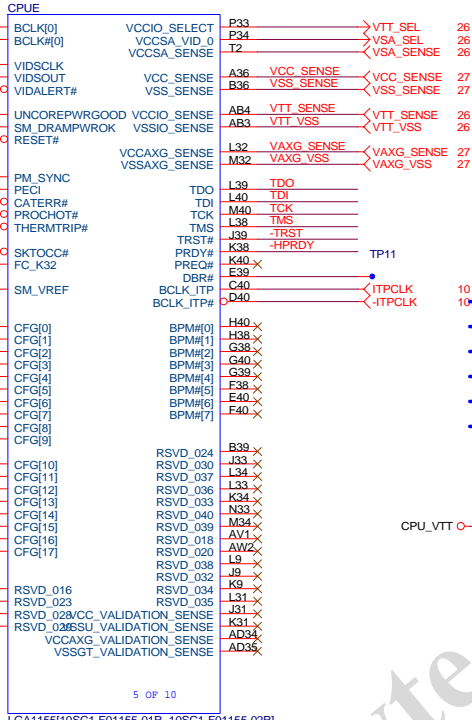 CPUE
BCLK[0] VCCIO_SELECT P33 VTT_SEL 26
BCLK#[0] VCCSA_VID_0 P34 VSA_SEL 26
VCCSA_SENSE T2 VSA_SENSE 26
VIDSCLK
VIDSOUT VCC_SENSE A36 VCC_SENSE VCC_SENSE 27
VIDALERT# VSS_SENSE B36 VSS_SENSE VSS_SENSE 27
UNCOREPWRGOOD VCCIO_SENSE AB4 VTT_SENSE VTT_SENSE 26
SM_DRAMPWROK VSSIO_SENSE AB3 VTT_VSS VTT_VSS 26
RESET#
VCCAXG_SENSE L32 VAXG_SENSE VAXG_SENSE 27
VSSAXG_SENSE M32 VAXG_VSS VAXG_VSS 27
PM_SYNC
PECI TDO L39 TDO
CATERR# TDI L40 TDI
PROCHOT# TCK M40 TCK
THERMTRIP# TMS L38 TMS
TRST# J39 -TRST
SKTOCC# PRDY# K38 -HPRDY TP11
FC_K32 PREQ# K40
DBR# E39
SM_VREF BCLK_ITP C40 ITPCLK 10
BCLK_ITP# D40 -ITPCLK 10
CFG[0] BPM#[0] H40
CFG[1] BPM#[1] H38
CFG[2] BPM#[2] G38
CFG[3] BPM#[3] G40
CFG[4] BPM#[4] G39
CFG[5] BPM#[5] F38
CFG[6] BPM#[6] E40
CFG[7] BPM#[7] F40
CFG[8]
CFG[9]
RSVD_024 B39
CFG[10] RSVD_030 J33
CFG[11] RSVD_037 L34
CFG[12] RSVD_036 L33
CFG[13] RSVD_033 K34
CFG[14] RSVD_040 N33
CFG[15] RSVD_039 M34 CPU_VTT
CFG[16] RSVD_018 AV1
CFG[17] RSVD_020 AW2
RSVD_038 L9
RSVD_032 J9
RSVD_016 RSVD_034 K9
RSVD_023 RSVD_035 L31
RSVD_028 VCC_VALIDATION_SENSE J31
VSSU_VALIDATION_SENSE K31
VCCAXG_VALIDATION_SENSE AD34
VSSGT_VALIDATION_SENSE AD35
5 OF 10